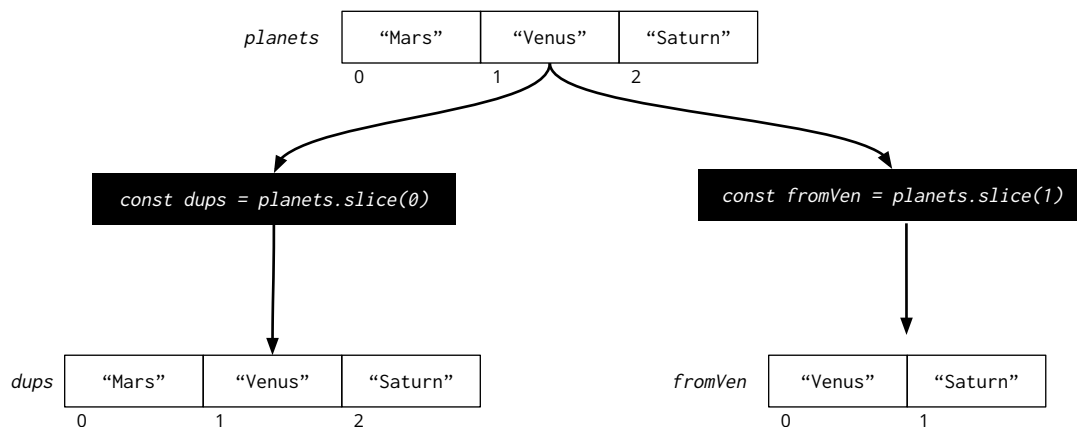 planets “Mars” “Venus” “Saturn”
0 1 2
const dups = planets.slice(0)
const fromVen = planets.slice(1)
dups “Mars” “Venus” “Saturn”
0 1 2
fromVen “Venus” “Saturn”
0 1